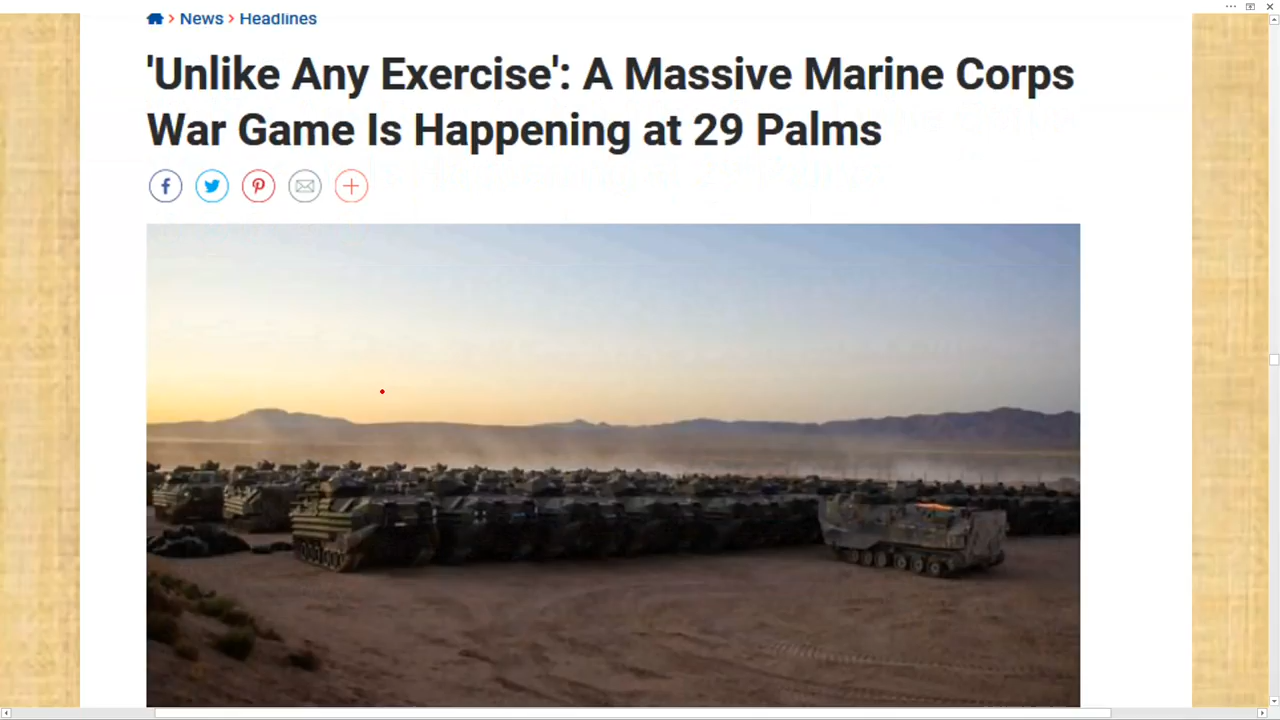 News > Headlines
'Unlike Any Exercise': A Massive Marine Corps
War Game Is Happening at 29 Palms